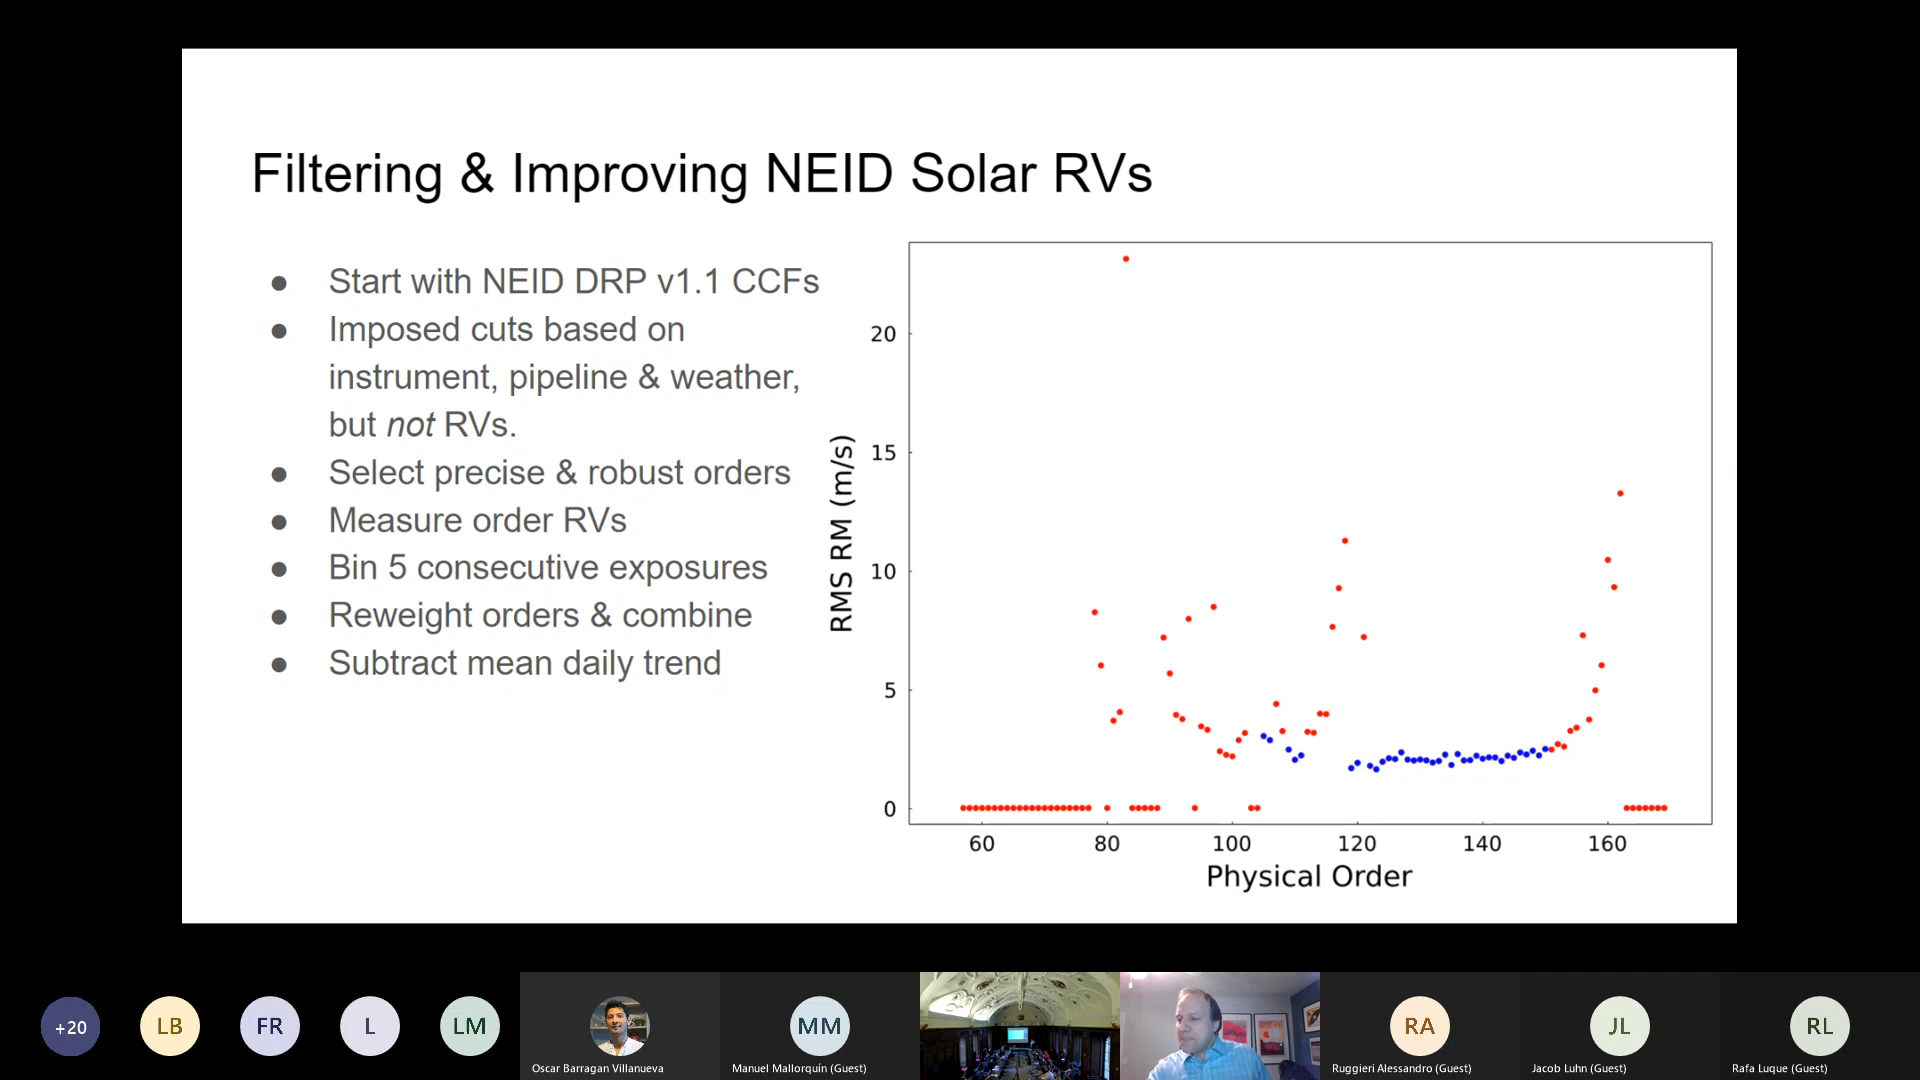 Filtering & Improving NEID Solar RVs
● Start with NEID DRP v1.1 CCFs
● Imposed cuts based on
instrument, pipeline & weather,
but not RVs.
● Select precise & robust orders
● Measure order RVs
● Bin 5 consecutive exposures
● Reweight orders & combine
● Subtract mean daily trend
RMS RM (m/s)
20
15
10
5
0
60 80 100 120 140 160
Physical Order
+20
LB
FR
L
LM
Oscar Barragan Villanueva
MM
Manuel Mallorquín (Guest)
RA
Ruggieri Alessandro (Guest)
JL
Jacob Luhn (Guest)
RL
Rafa Luque (Guest)